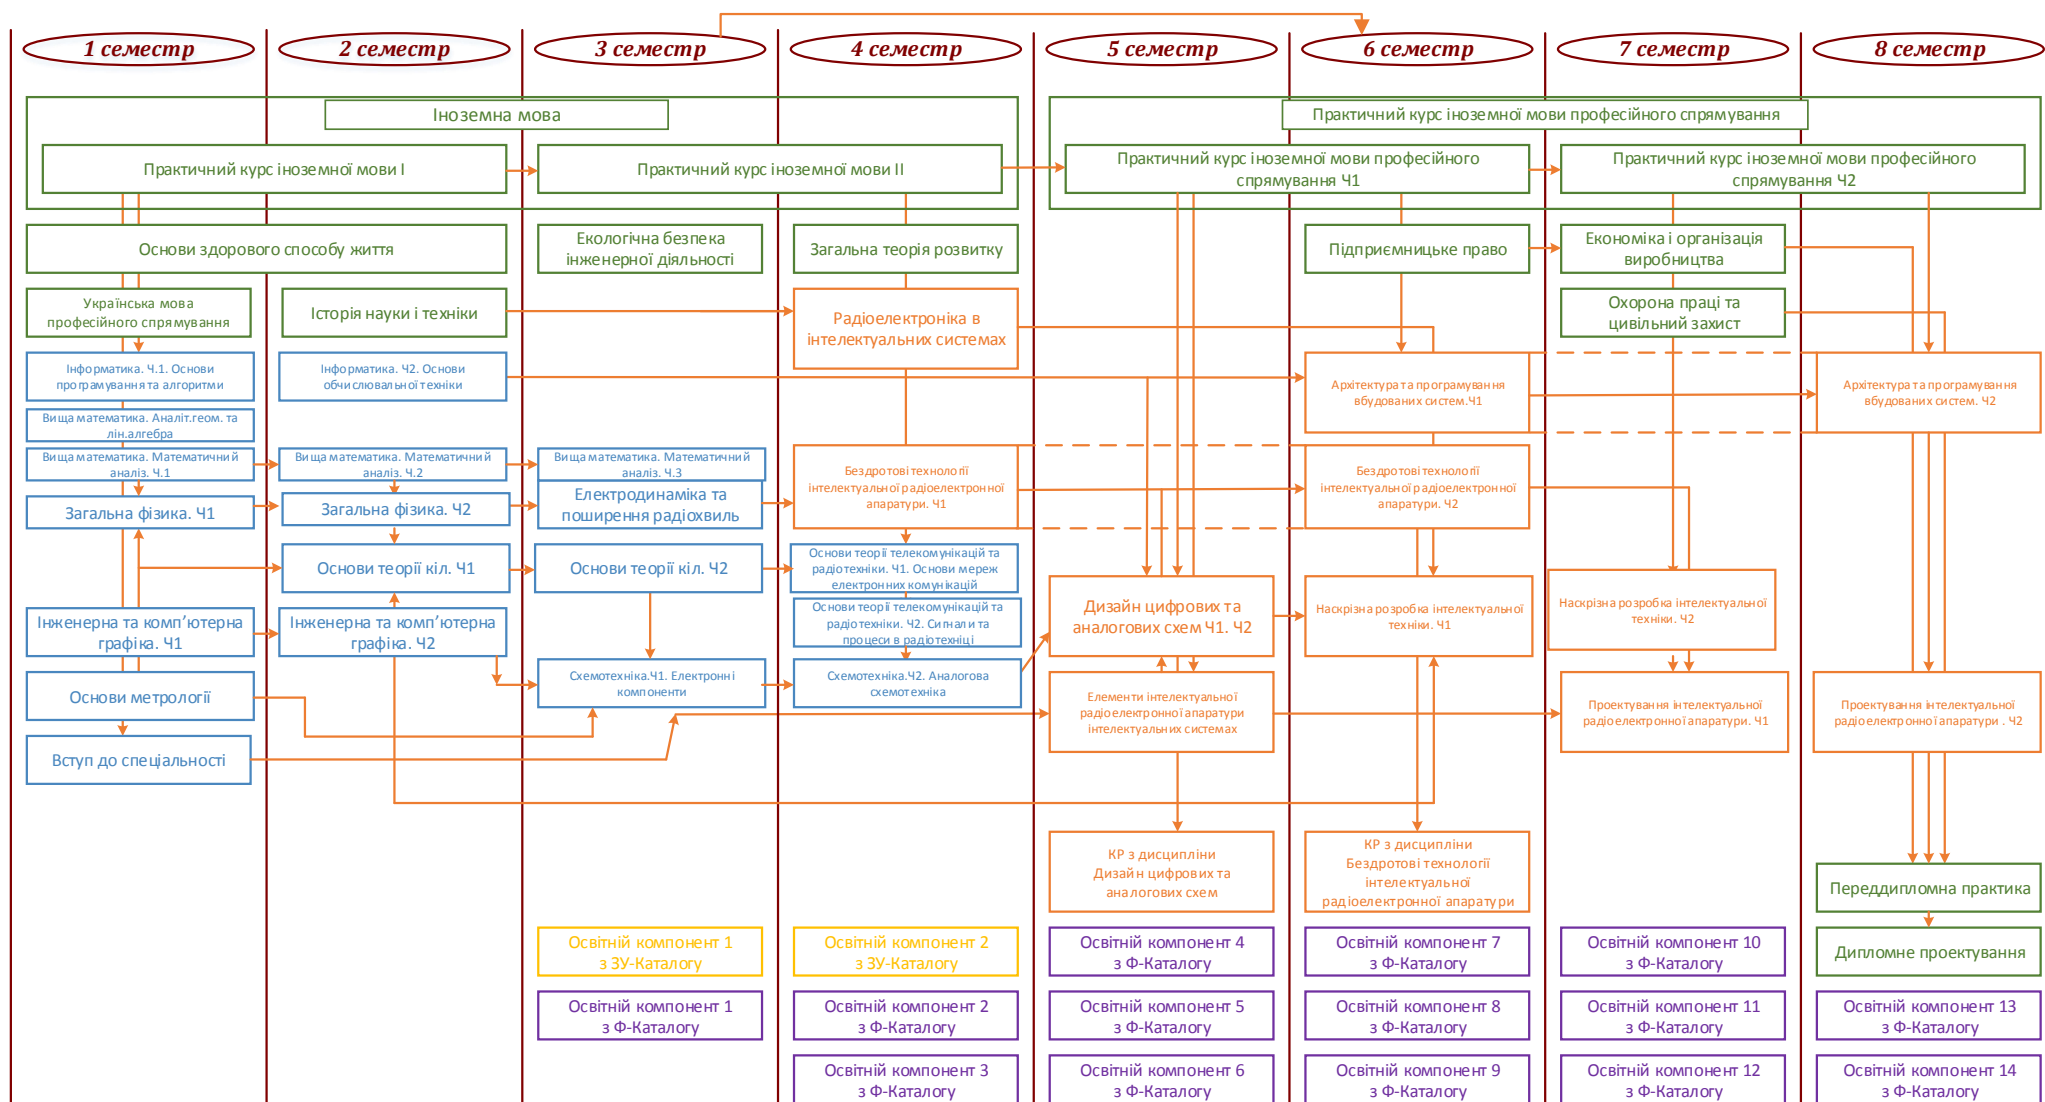 1 семестр
2 семестр
3 семестр
4 семестр
5 семестр
6 семестр
7 семестр
8 семестр
Іноземна мова
Практичний курс іноземної мови професійного спрямування
Практичний курс іноземної мови І
Практичний курс іноземної мови ІІ
Практичний курс іноземної мови професійного
спрямування Ч1
Практичний курс іноземної мови професійного
спрямування Ч2
Основи здорового способу життя
Екологічна безпека
інженерної діяльності
Загальна теорія розвитку
Підприємницьке право
Економіка і організація
виробництва
Українська мова
професійного спрямування
Історія науки і техніки
Радіоелектроніка в
інтелектуальних системах
Охорона праці та
цивільний захист
Інформатика. Ч.1. Основи
програмування та алгоритми
Інформатика. Ч2. Основи
обчислювальної техніки
Архітектура та програмування
вбудованих систем.Ч1
Архітектура та програмування
вбудованих систем. Ч2
Вища математика. Аналіт.геом. та
лін.алгебра
Вища математика. Математичний
аналіз. Ч.1
Вища математика. Математичний
аналіз. Ч.2
Вища математика. Математичний
аналіз. Ч.3
Бездротові технології
інтелектуальної радіоелектронної
апаратури. Ч1
Бездротові технології
інтелектуальної радіоелектронної
апаратури. Ч2
Загальна фізика. Ч1
Загальна фізика. Ч2
Електродинаміка та
поширення радіохвиль
Основи теорії кіл. Ч1
Основи теорії кіл. Ч2
Основи теорії телекомунікацій та
радіотехніки. Ч1. Основи мереж
електронних комунікацій
Основи теорії телекомунікацій та
радіотехніки. Ч2. Сигнали та
процеси в радіотехніці
Дизайн цифрових та
аналогових схем Ч1. Ч2
Наскрізна розробка інтелектуальної
техніки. Ч1
Наскрізна розробка інтелектуальної
техніки. Ч2
Інженерна та комп’ютерна
графіка. Ч1
Інженерна та комп’ютерна
графіка. Ч2
Схемотехніка.Ч1. Електронні
компоненти
Схемотехніка.Ч2. Аналогова
схемотехніка
Основи метрології
Елементи інтелектуальної
радіоелектронної апаратури
інтелектуальних системах
Проектування інтелектуальної
радіоелектронної апаратури. Ч1
Проектування інтелектуальної
радіоелектронної апаратури . Ч2
Вступ до спеціальності
КР з дисципліни
Дизайн цифрових та
аналогових схем
КР з дисципліни
Бездротові технології
інтелектуальної
радіоелектронної апаратури
Переддипломна практика
Освітній компонент 1
з ЗУ-Каталогу
Освітній компонент 2
з ЗУ-Каталогу
Освітній компонент 4
з Ф-Каталогу
Освітній компонент 7
з Ф-Каталогу
Освітній компонент 10
з Ф-Каталогу
Дипломне проектування
Освітній компонент 1
з Ф-Каталогу
Освітній компонент 2
з Ф-Каталогу
Освітній компонент 5
з Ф-Каталогу
Освітній компонент 8
з Ф-Каталогу
Освітній компонент 11
з Ф-Каталогу
Освітній компонент 13
з Ф-Каталогу
Освітній компонент 3
з Ф-Каталогу
Освітній компонент 6
з Ф-Каталогу
Освітній компонент 9
з Ф-Каталогу
Освітній компонент 12
з Ф-Каталогу
Освітній компонент 14
з Ф-Каталогу